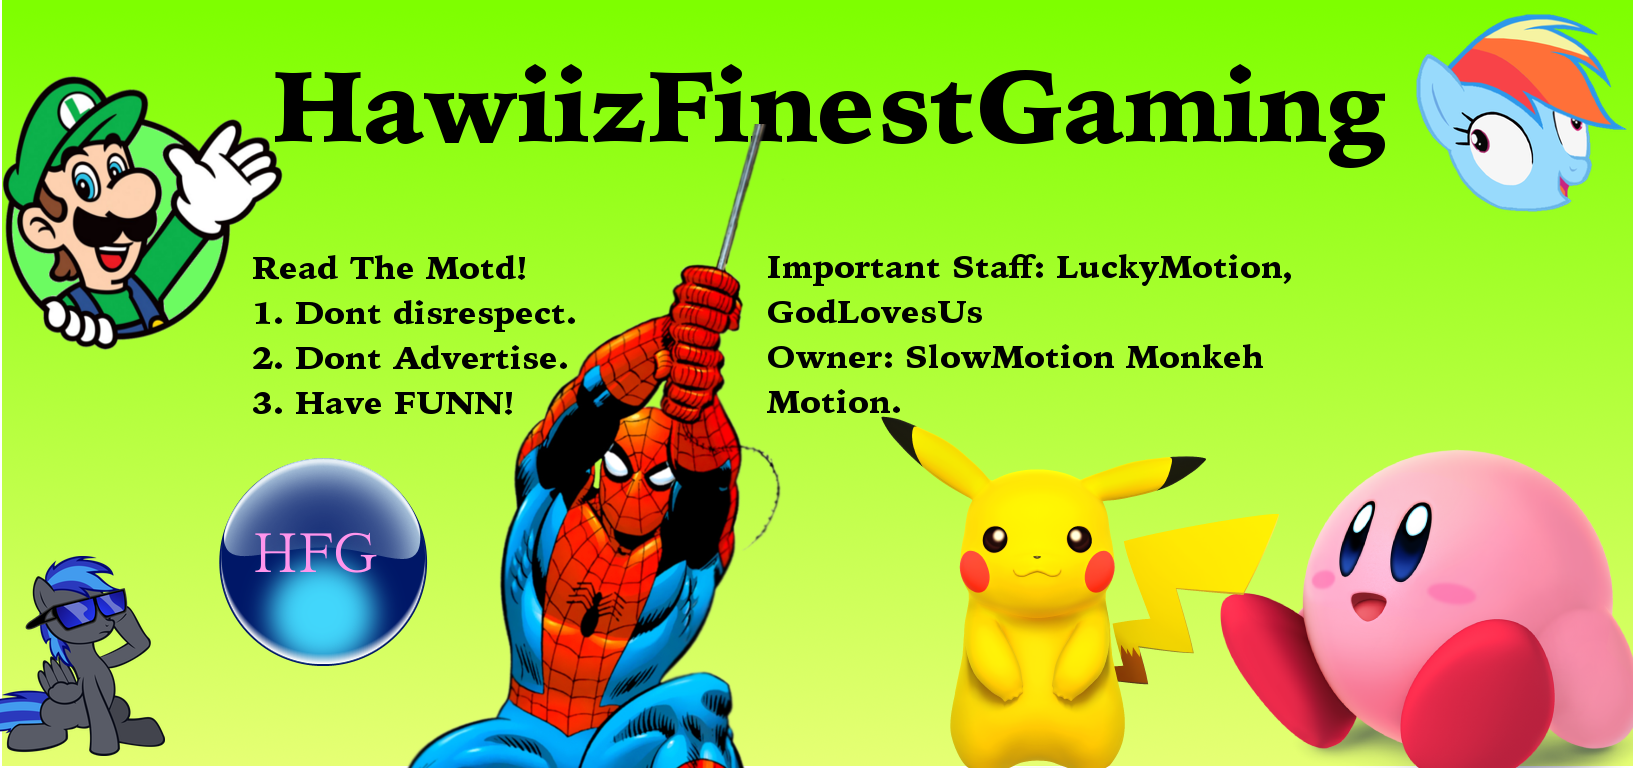 HawiizFinestGaming
Read The Motd!
1. Dont disrespect.
2. Dont Advertise.
3. Have FUNN!
Important Staff: LuckyMotion,
GodLovesUs
Owner: SlowMotion Monkeh
Motion.
HFG
L